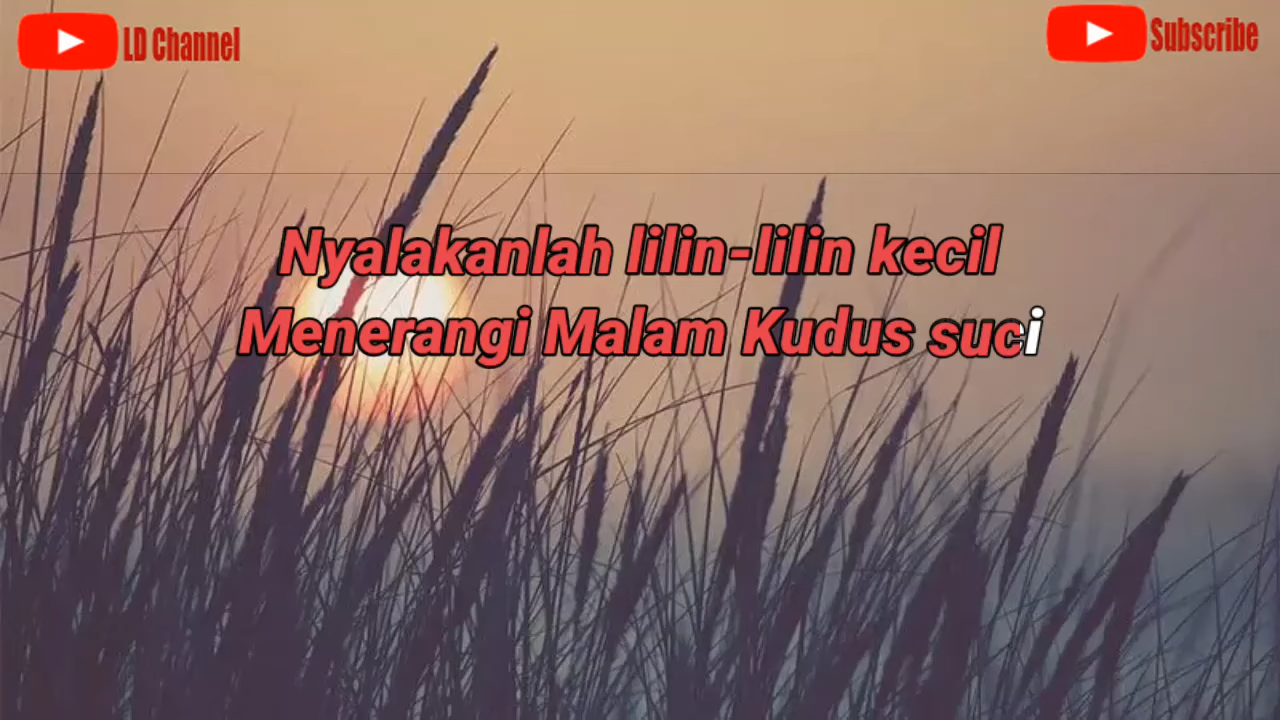 LD Channel
Subscribe
Nyalakanlah lilin-lilin kecil
Menerangi Malam Kudus suci